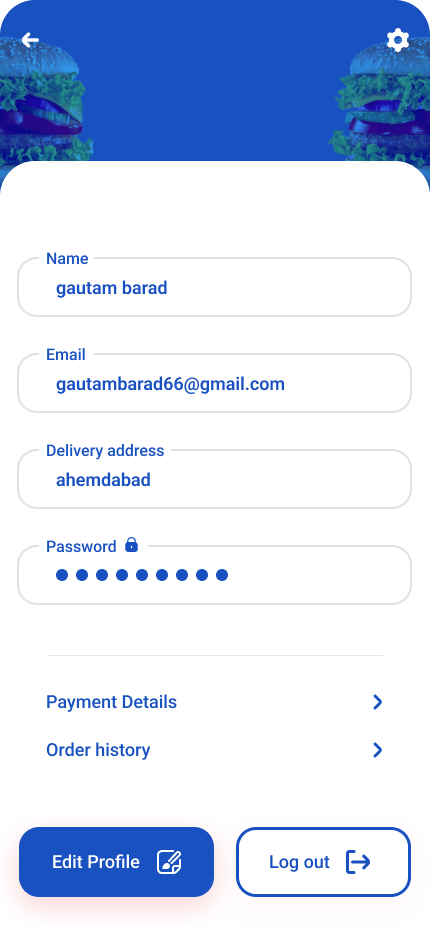 Name
gautam barad
Email
gautambarad66@gmail.com
Delivery address
ahemdabad
Password
Payment Details
Order history
Edit Profile
Log out